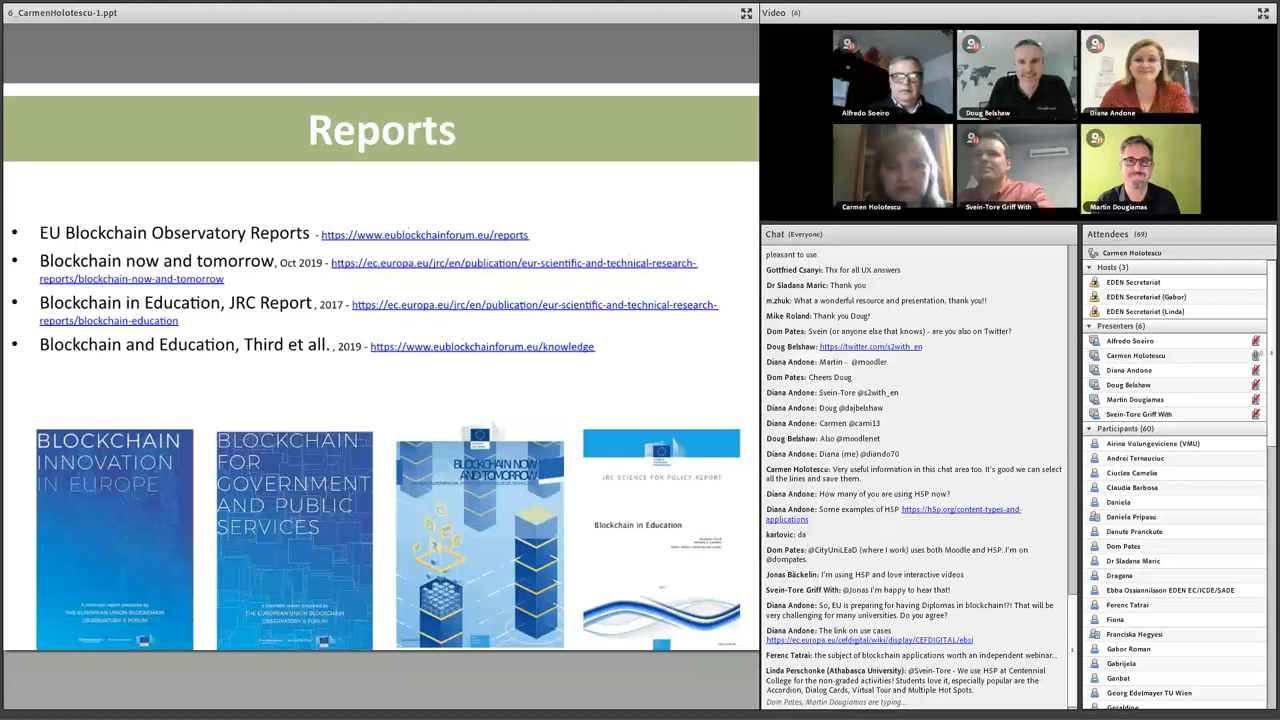 6_CarmenHolotescu-1.ppt
Reports
• EU Blockchain Observatory Reports - https://www.eublockchainforum.eu/reports
• Blockchain now and tomorrow, Oct 2019 - https://ec.europa.eu/jrc/en/publication/eur-scientific-and-technical-research-
reports/blockchain-now-and-tomorrow
• Blockchain in Education, JRC Report , 2017 - https://ec.europa.eu/jrc/en/publication/eur-scientific-and-technical-research-
reports/blockchain-education
• Blockchain and Education, Third et all. , 2019 - https://www.eublockchainforum.eu/knowledge
BLOCKCHAIN
INNOVATION
IN EUROPE
a thematic report prepared by
THE EUROPEAN UNION BLOCKCHAIN
OBSERVATORY & FORUM
BLOCKCHAIN
FOR
GOVERNMENT
AND PUBLIC
SERVICES
a thematic report prepared by
THE EUROPEAN UNION BLOCKCHAIN
OBSERVATORY & FORUM
BLOCKCHAIN NOW
AND TOMORROW
JRC SCIENCE FOR POLICY REPORT
Blockchain in Education
2017
Video (6)
Alfredo Soeiro
Doug Belshaw
Diana Andone
Carmen Holotescu
Svein-Tore Griff With
Martin Dougiamas
Chat (Everyone)
pleasant to use.
Gottfried Csanyi: Thx for all UX answers
Dr Sladana Maric: Thank you
m.zhuk: What a wonderful resource and presentation, thank you!!
Mike Roland: Thank you Doug!
Dom Pates: Svein (or anyone else that knows) - are you also on Twitter?
Doug Belshaw: https://twitter.com/s2with_en
Diana Andone: Martin - @moodler
Dom Pates: Cheers Doug
Diana Andone: Svein-Tore @s2with_en
Diana Andone: Doug @dajbelshaw
Diana Andone: Carmen @cami13
Doug Belshaw: Also @moodlenet
Diana Andone: Diana (me) @diando70
Carmen Holotescu: Very useful information in this chat area too. It's good we can select
all the lines and save them.
Diana Andone: How many of you are using H5P now?
Diana Andone: Some examples of H5P https://h5p.org/content-types-and-
applications
karlovic: da
Dom Pates: @CityUniLEaD (where I work) uses both Moodle and H5P..I'm on
@dompates.
Jonas Bäckelin: I'm using H5P and love interactive videos
Svein-Tore Griff With: @Jonas I'm happy to hear that!
Diana Andone: So, EU is preparing for having Diplomas in blockchain!?! That will be
very challenging for many universities. Do you agree?
Diana Andone: The link on use cases
https://ec.europa.eu/cefdigital/wiki/display/CEFDIGITAL/ebsi
Ferenc Tatrai: the subject of blockchain applications worth an independent webinar...
Linda Perschonke (Athabasca University): @Svein-Tore - We use H5P at Centennial
College for the non-graded activities! Students love it, especially popular are the
Accordion, Dialog Cards, Virtual Tour and Multiple Hot Spots.
Dom Pates, Martin Dougiamas are typing...
Attendees (69)
Carmen Holotescu
Hosts (3)
EDEN Secretariat
EDEN Secretariat (Gabor)
EDEN Secretariat (Linda)
Presenters (6)
Alfredo Soeiro
Carmen Holotescu
Diana Andone
Doug Belshaw
Martin Dougiamas
Svein-Tore Griff With
Participants (60)
Airina Volungeviciene (VMU)
Andrei Ternauciuc
Ciuclea Camelia
Claudia Barbosa
Daniela
Daniela Pripasu
Danute Pranckute
Dom Pates
Dr Sladana Maric
Dragana
Ebba Ossiannilsson EDEN EC/ICDE/SADE
Ferenc Tatrai
Fiona
Franciska Hegyesi
Gabor Roman
Gabrijela
Ganbat
Georg Edelmayer TU Wien
Geraldine